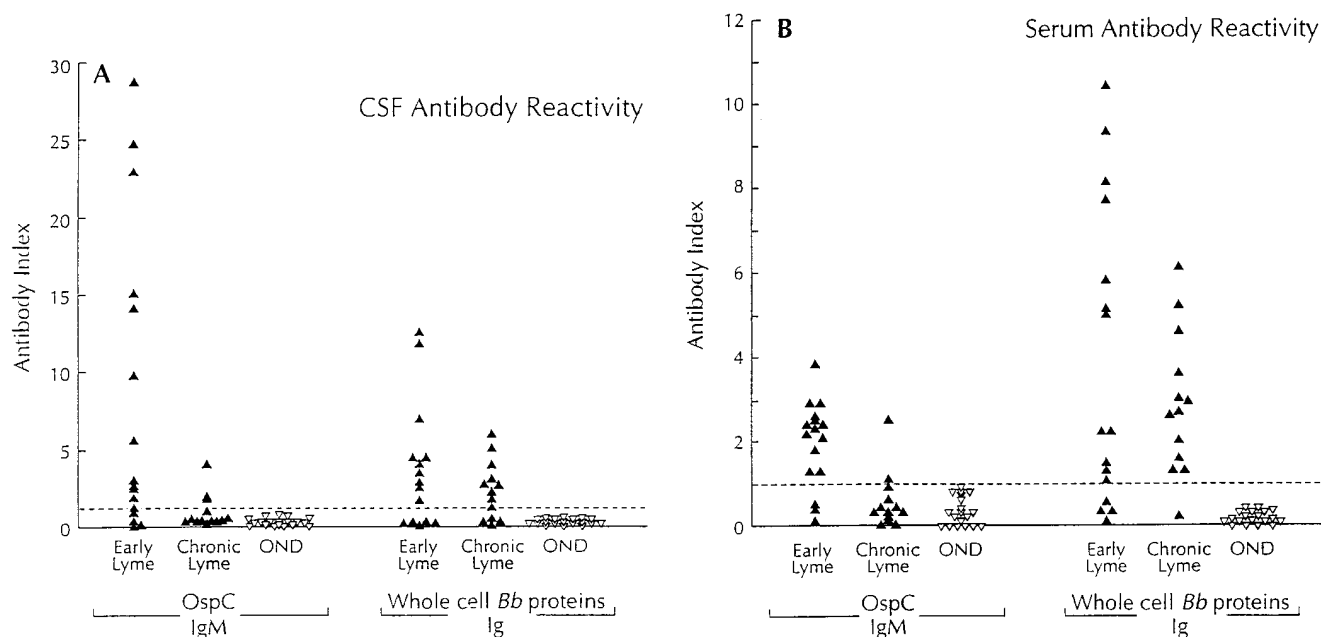 A
CSF Antibody Reactivity
30
25
20
15
10
5
0
Antibody Index
Early Lyme
Chronic Lyme
OND
Early Lyme
Chronic Lyme
OND
OspC
IgM
Whole cell Bb proteins
Ig
B
Serum Antibody Reactivity
12
10
8
6
4
2
0
Antibody Index
Early Lyme
Chronic Lyme
OND
Early Lyme
Chronic Lyme
OND
OspC
IgM
Whole cell Bb proteins
Ig